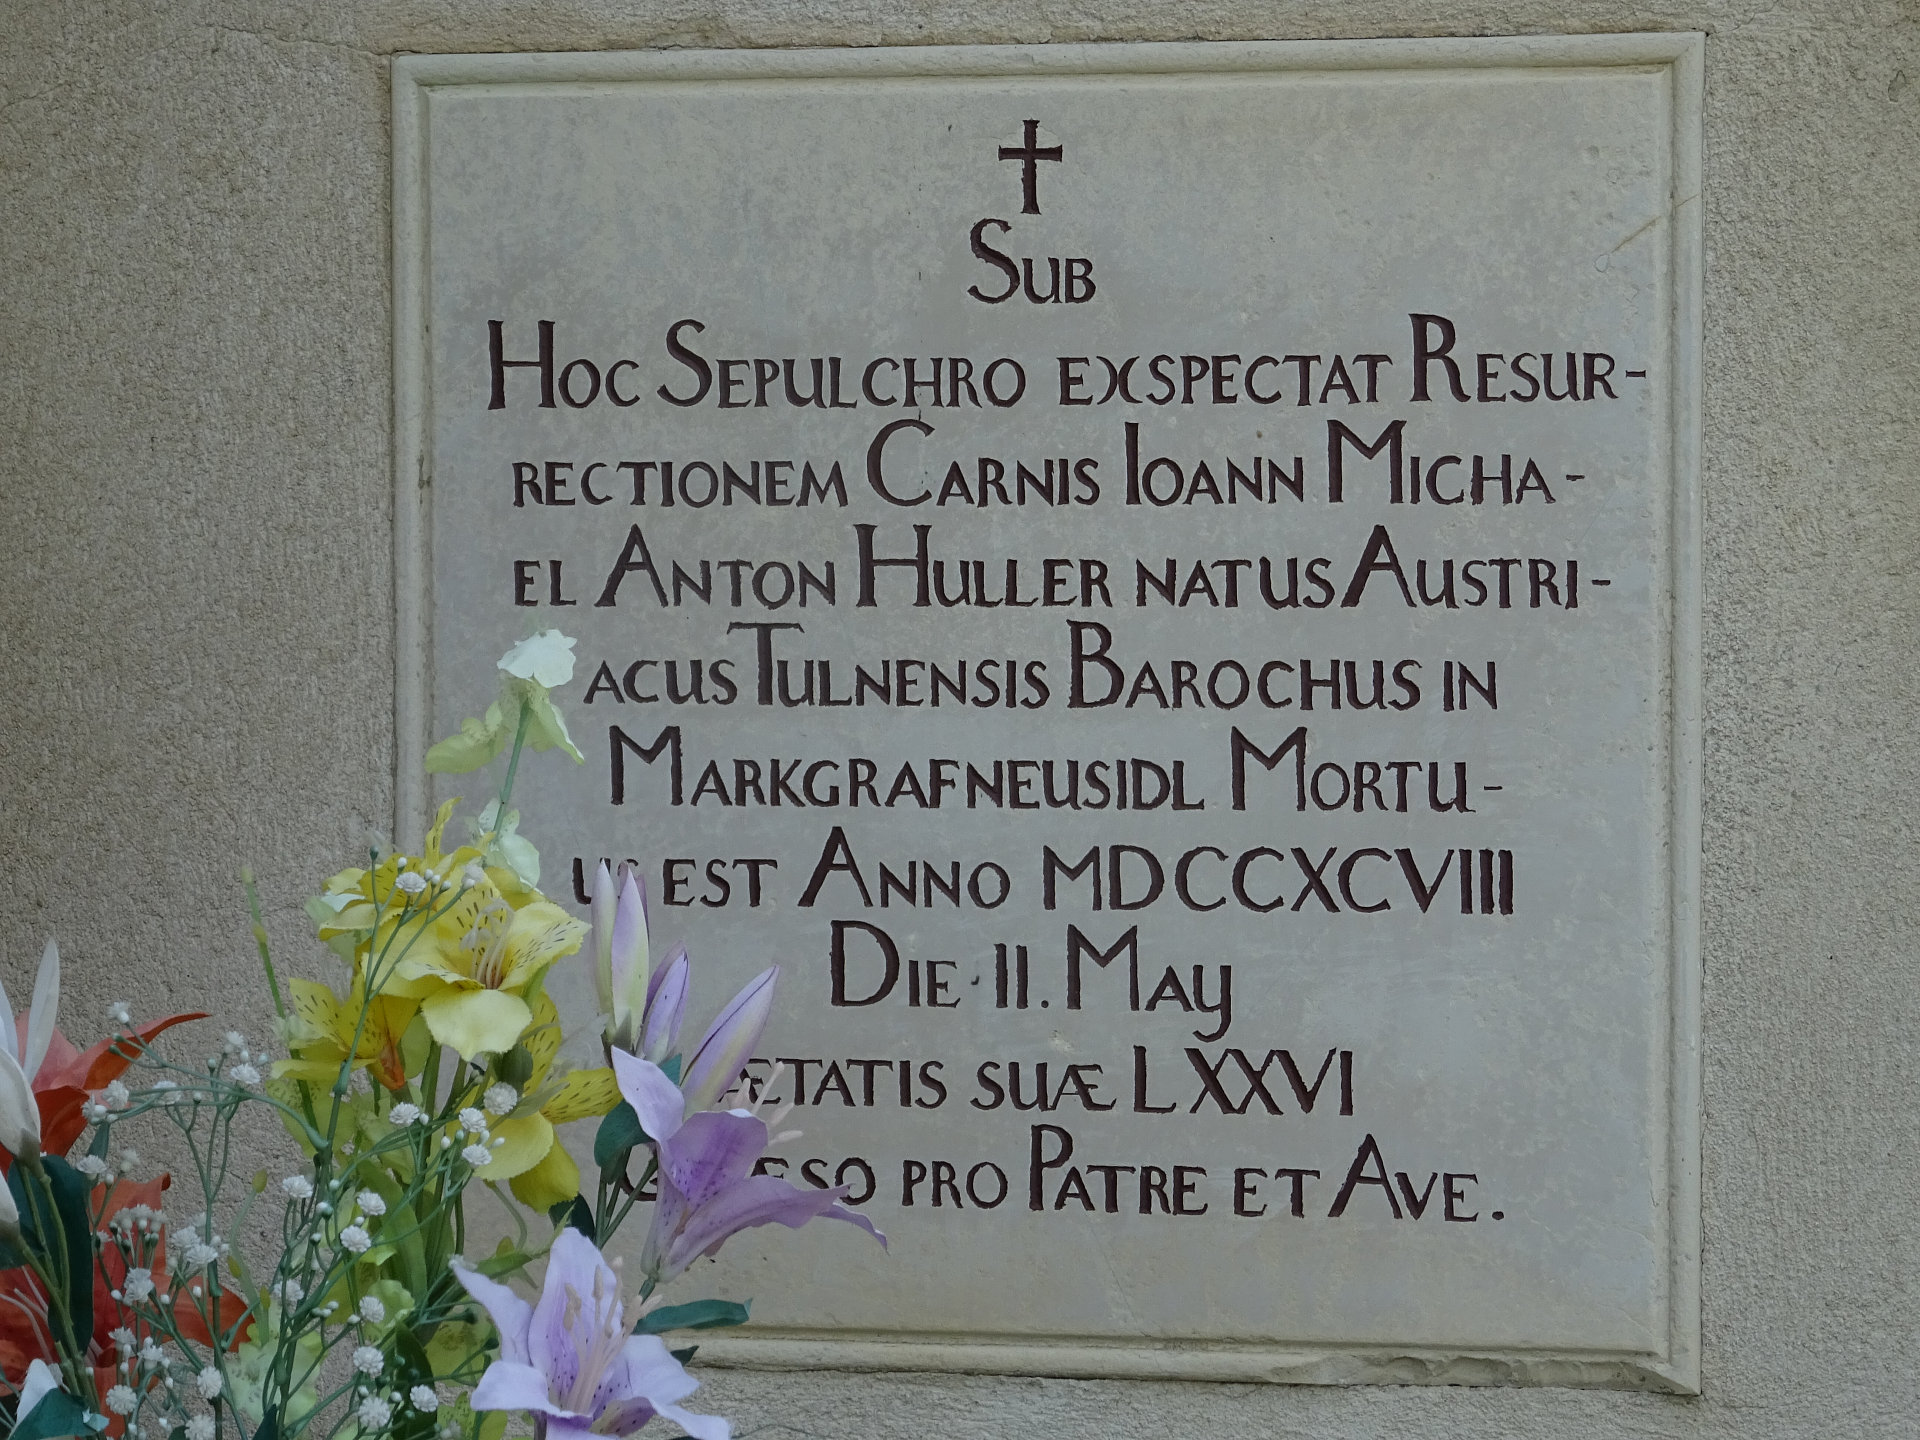 Sub
Hoc Sepulchro exspectat Resur-
rectionem Carnis Ioann Micha-
el Anton Huller natus Austri-
acus Tulnensis Barochus in
Markgrafneusidl Mortu-
us est Anno MDCCXCVIII
Die 11. May
ætatis suæ LXXVI
pro Patre et Ave.